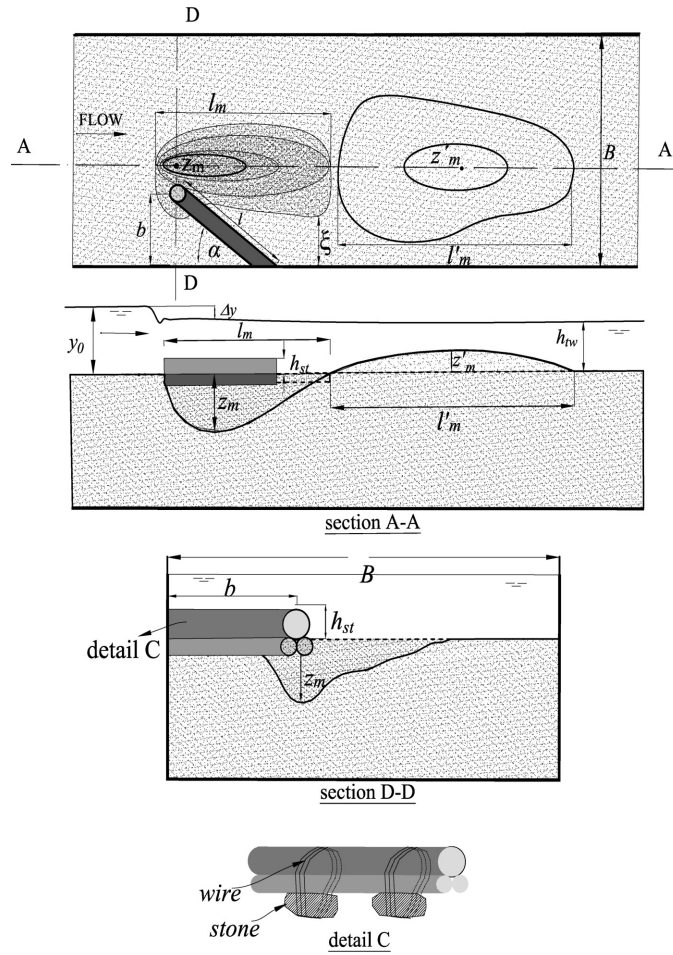 D
l_m
FLOW
A
A
z_m
z'_m
B
b
l
α
ξ
l'_m
D
Δy
l_m
y_0
h_tw
h_st
z'_m
z_m
l'_m
section A-A
B
b
h_st
detail C
z_m
section D-D
wire
stone
detail C